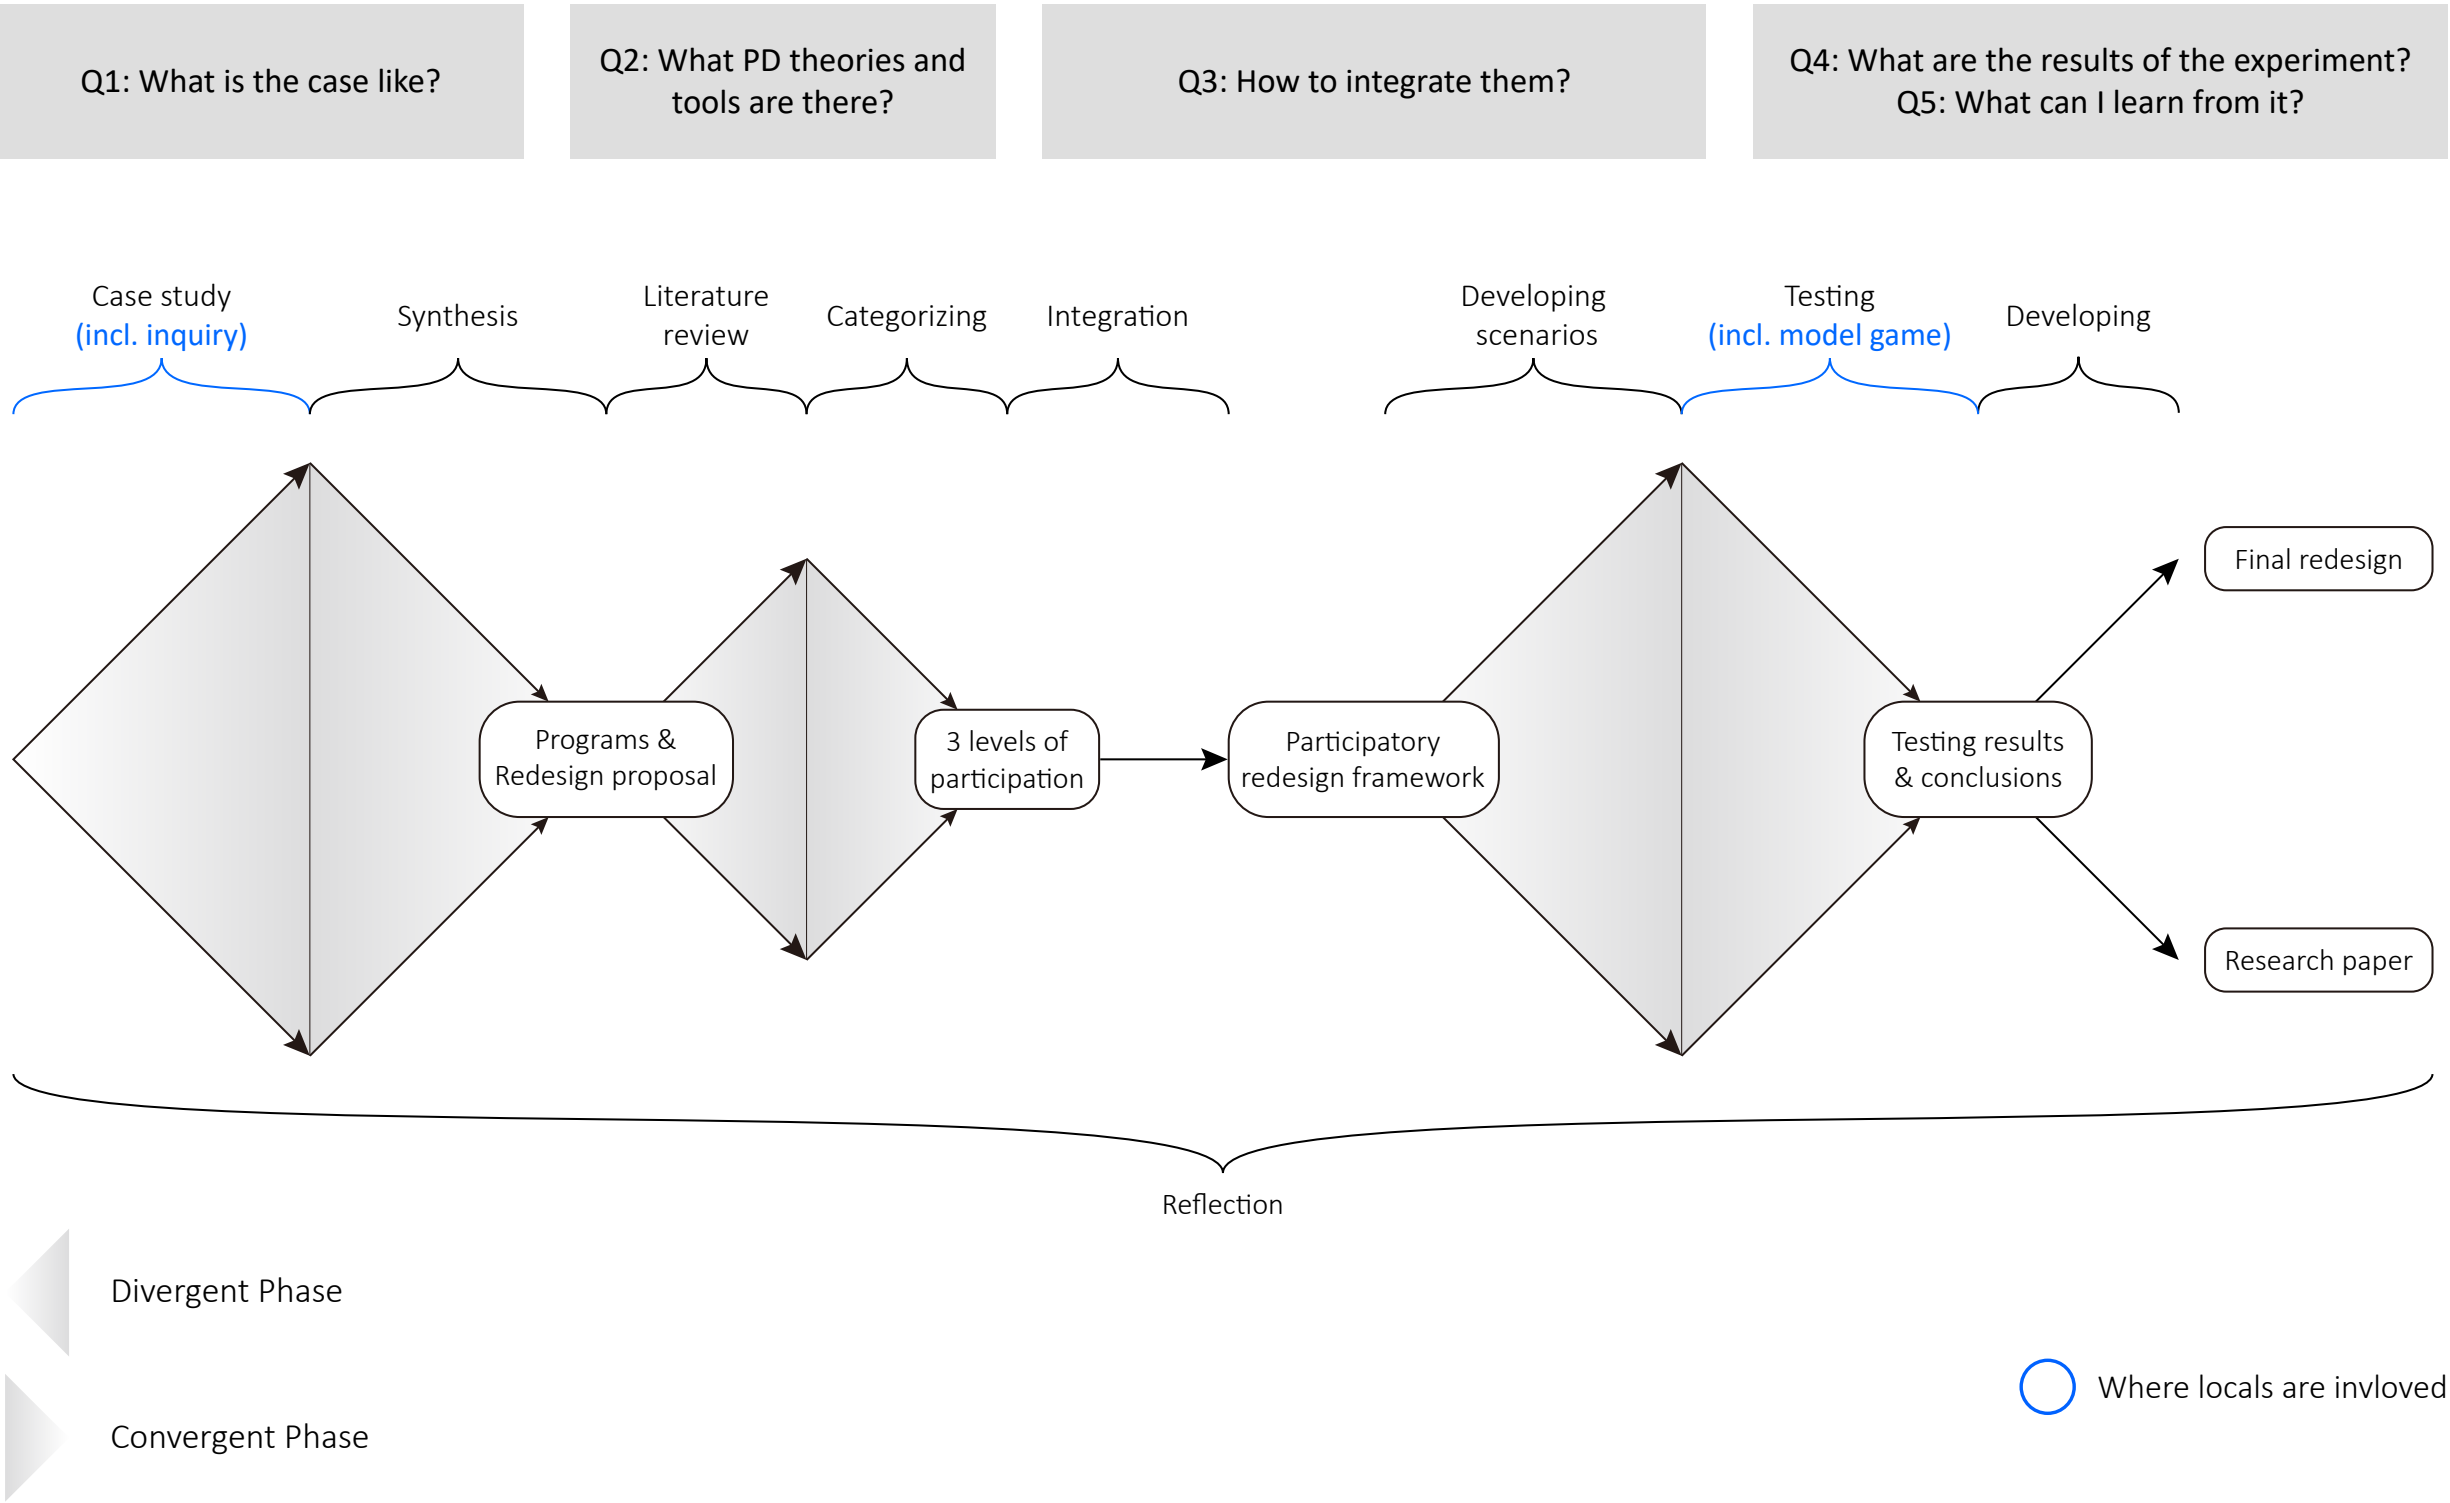 Q1: What is the case like?
Q2: What PD theories and
tools are there?
Q3: How to integrate them?
Q4: What are the results of the experiment?
Q5: What can I learn from it?
Case study
(incl. inquiry)
Synthesis
Literature
review
Categorizing
Integration
Developing
scenarios
Testing
(incl. model game)
Developing
Final redesign
Programs &
Redesign proposal
3 levels of
participation
Participatory
redesign framework
Testing results
& conclusions
Research paper
Reflection
Divergent Phase
Convergent Phase
Where locals are invloved